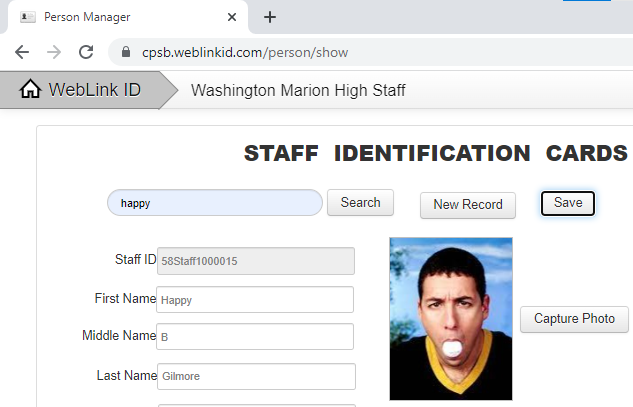 Person Manager
cpsb.weblinkid.com/person/show
WebLink ID Washington Marion High Staff
STAFF IDENTIFICATION CARDS
happy Search New Record Save
Staff ID 58Staff1000015
First Name Happy
Middle Name B
Capture Photo
Last Name Gilmore